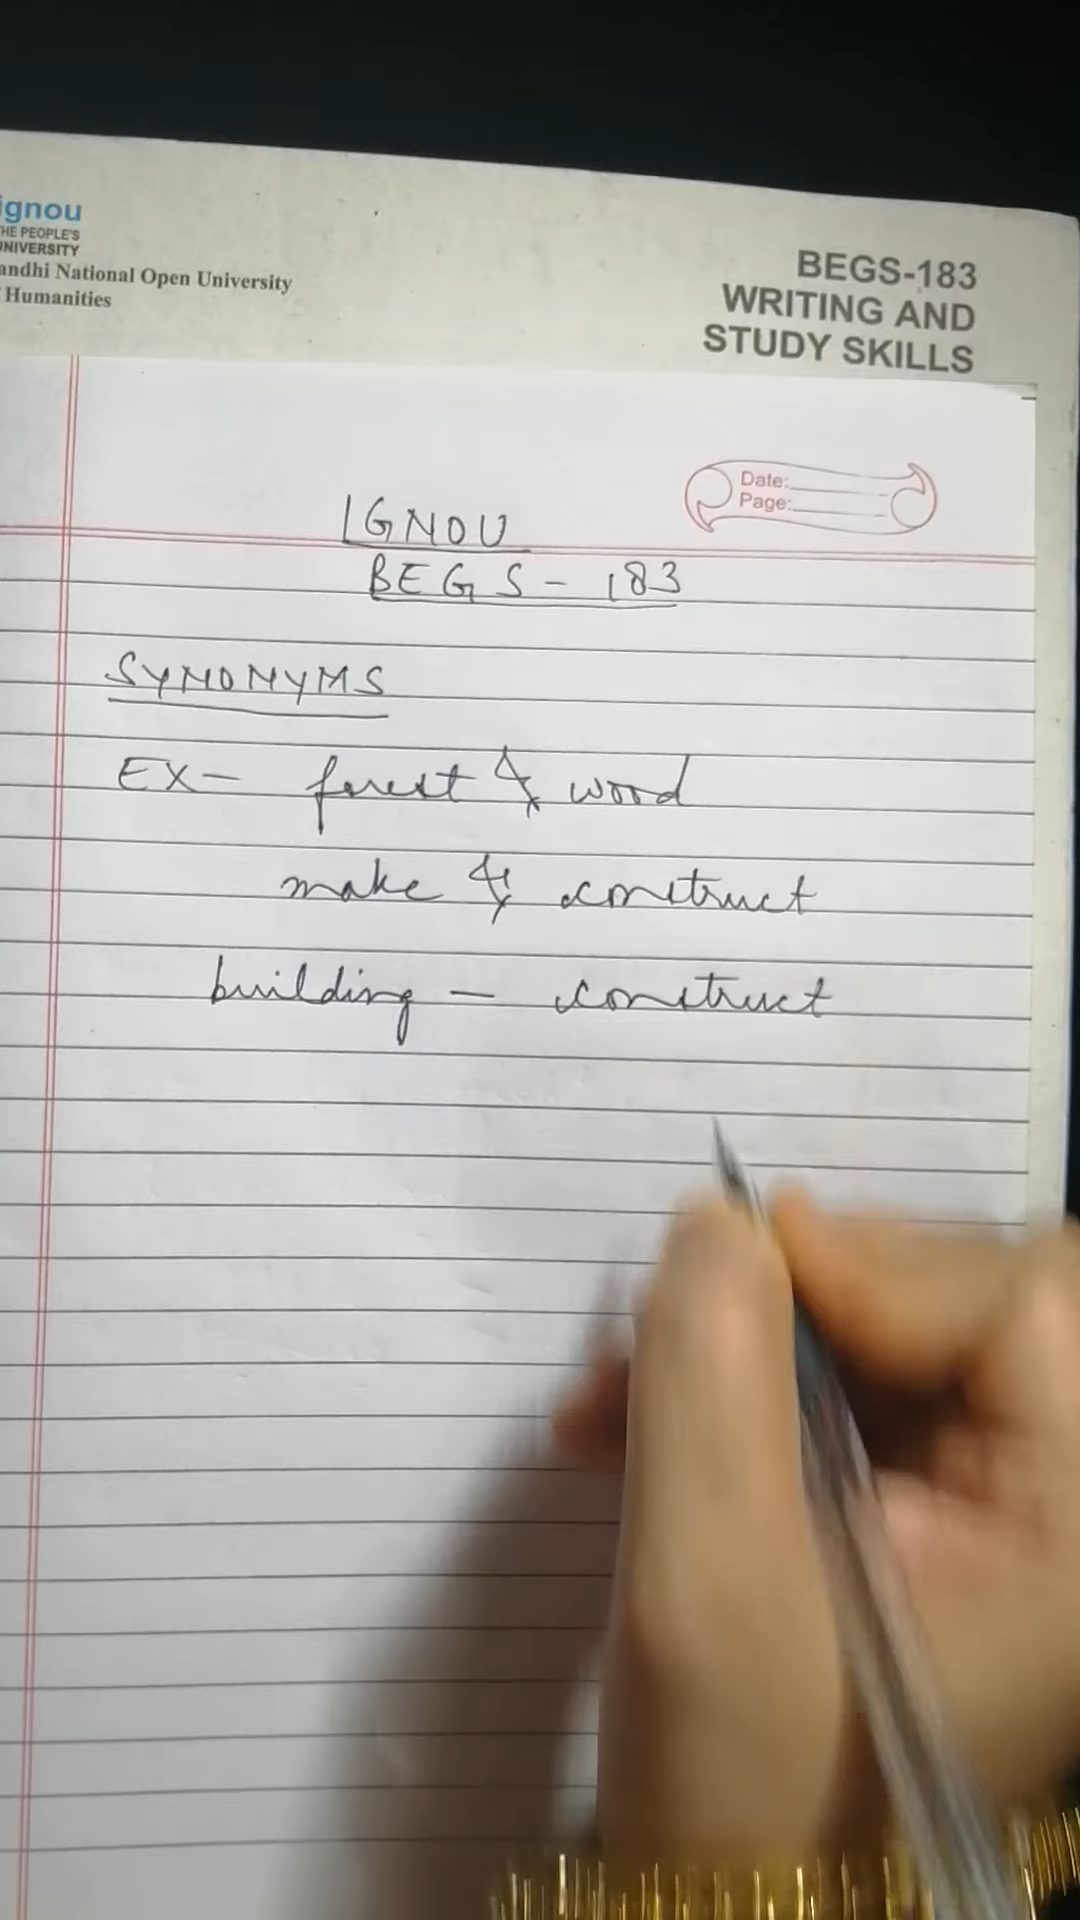 ignou
THE PEOPLE'S
UNIVERSITY
andhi National Open University
Humanities
BEGS-183
WRITING AND
STUDY SKILLS
Date:
Page:
IGNOU
BEGS - 183
SYNONYMS
EX- forest & wood
make & construct
building - construct